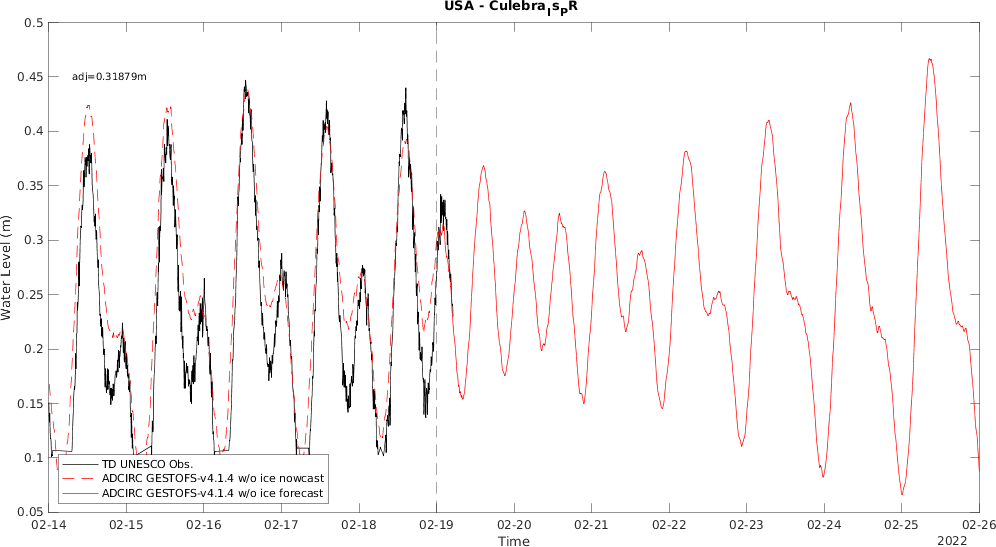 USA - Culebra_Is_PR
0.5
0.45
0.4
0.35
0.3
0.25
0.2
0.15
0.1
0.05
Water Level (m)
adj=0.31879m
TD UNESCO Obs.
ADCIRC GESTOFS-v4.1.4 w/o ice nowcast
ADCIRC GESTOFS-v4.1.4 w/o ice forecast
02-14 02-15 02-16 02-17 02-18 02-19 02-20 02-21 02-22 02-23 02-24 02-25 02-26
Time
2022